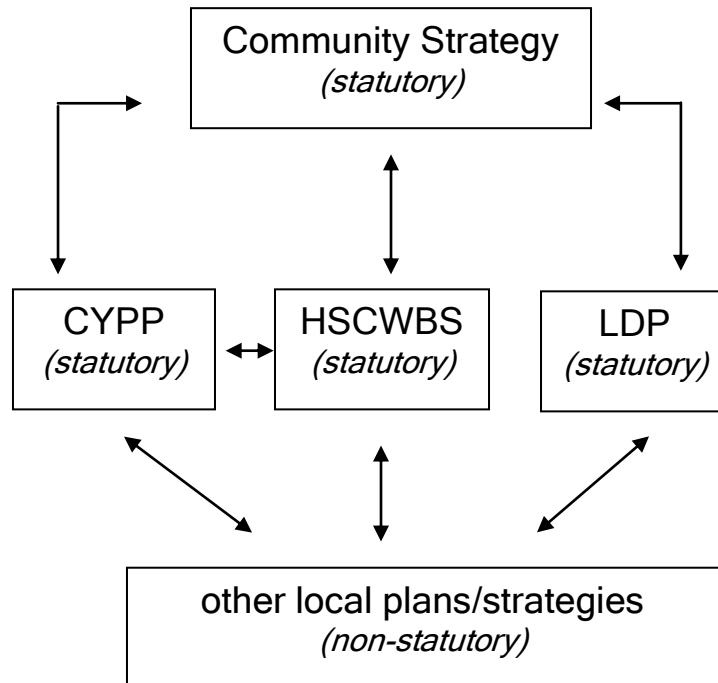 Community Strategy
(statutory)
CYPP
(statutory)
HSCWBS
(statutory)
LDP
(statutory)
other local plans/strategies
(non-statutory)